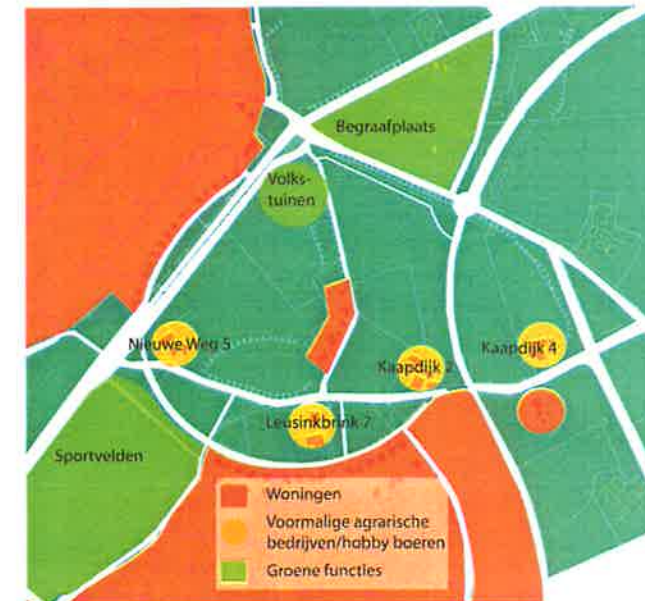 Begraafplaats
Volks-
tuinen
Nieuwe Weg 5
Kaapdijk 2
Kaapdijk 4
Leusinkbrink 7
Sportvelden
Woningen
Voormalige agrarische
bedrijven/hobby boeren
Groene functies